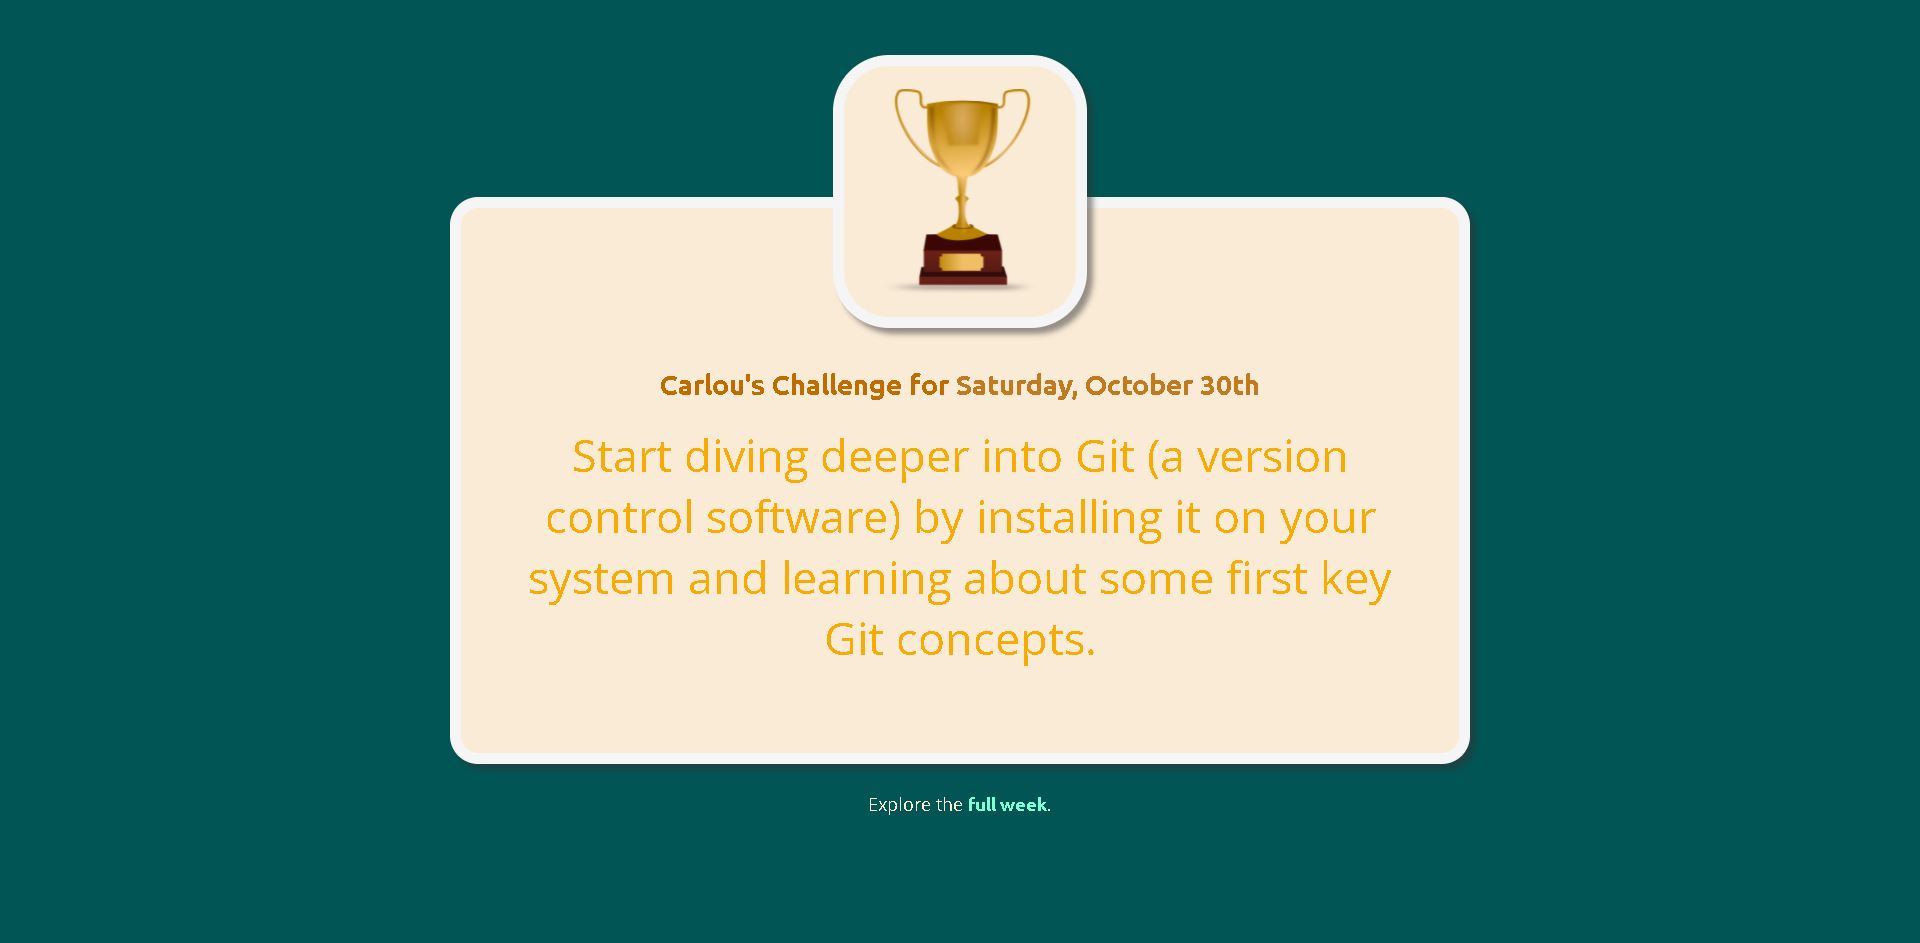 Carlou's Challenge for Saturday, October 30th
Start diving deeper into Git (a version
control software) by installing it on your
system and learning about some first key
Git concepts.
Explore the full week.